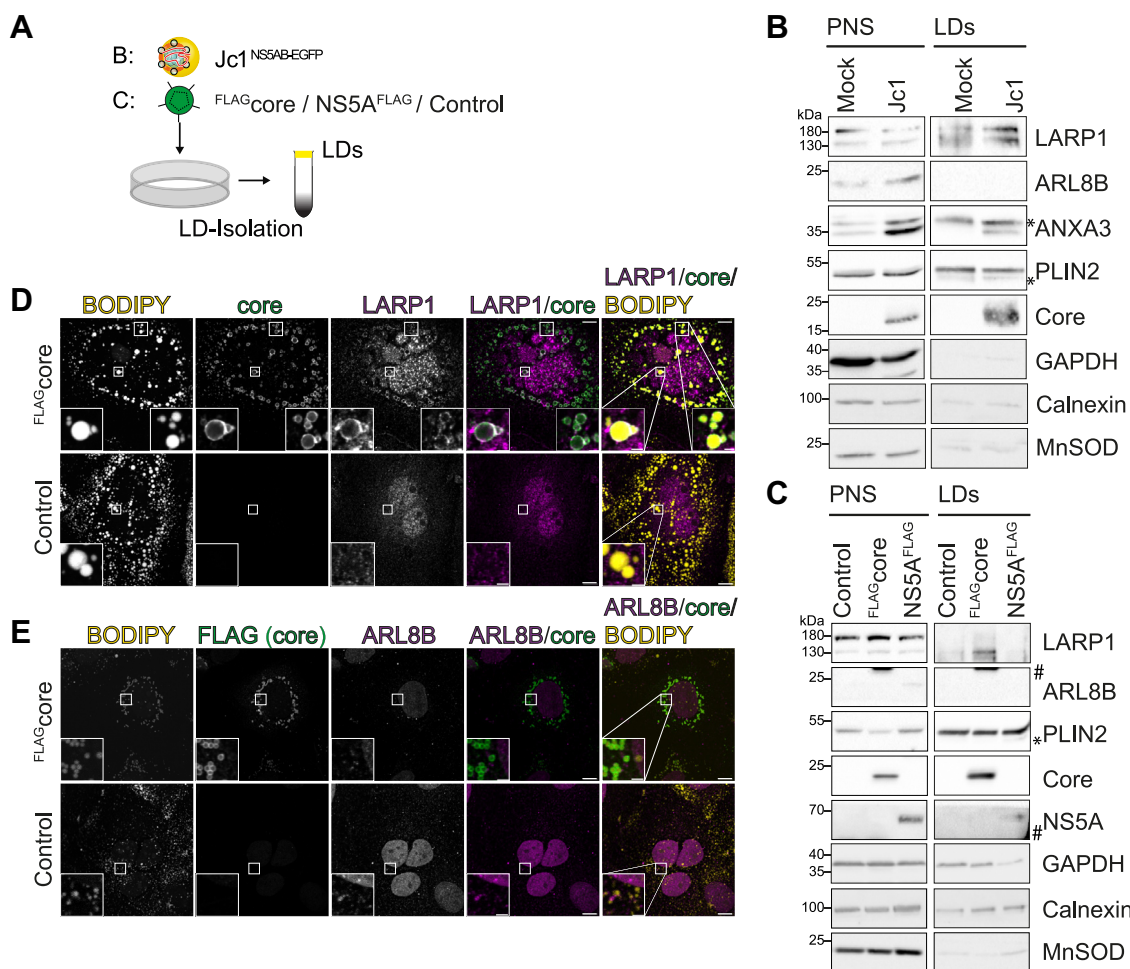 A
B: Jc1NS5AB-EGFP
C: FLAGcore / NS5AFLAG / Control
LDs
LD-Isolation
B
PNS LDs
Mock Jc1 Mock Jc1
kDa
180
130
LARP1
25
ARL8B
35
*ANXA3
55
PLIN2
*
25
15
Core
40
35
GAPDH
100
Calnexin
25
MnSOD
C
PNS LDs
Control FLAGcore NS5AFLAG Control FLAGcore NS5AFLAG
kDa
180
130
LARP1
#
25
ARL8B
55
*PLIN2
Core
70
NS5A
#
40
35
GAPDH
100
Calnexin
25
MnSOD
D
BODIPY core LARP1 LARP1/core LARP1/core/
BODIPY
FLAGcore
Control
E
BODIPY FLAG (core) ARL8B ARL8B/core ARL8B/core/
BODIPY
FLAGcore
Control